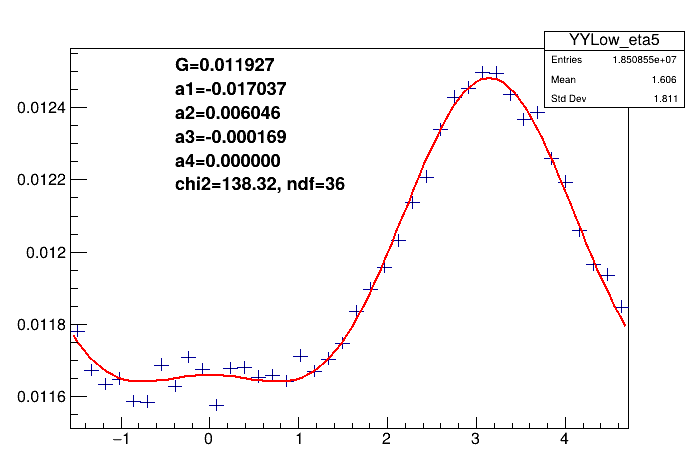 YYLow_eta5
Entries 1.850855e+07
Mean 1.606
Std Dev 1.811
G=0.011927
a1=-0.017037
a2=0.006046
a3=-0.000169
a4=0.000000
chi2=138.32, ndf=36
0.0124
0.0122
0.012
0.0118
0.0116
−1 0 1 2 3 4